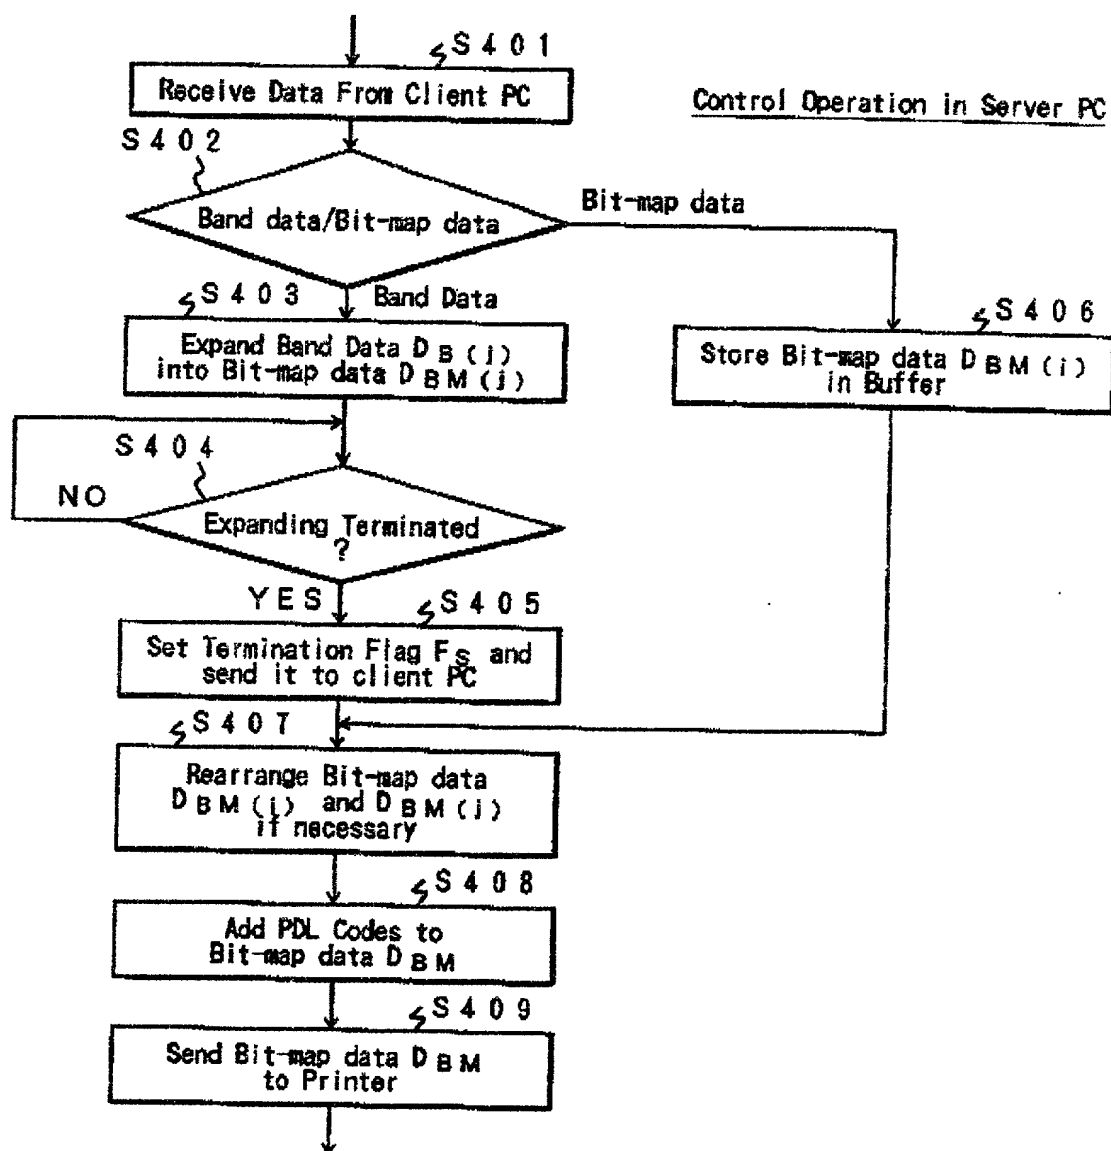 S401
Receive Data From Client PC
Control Operation in Server PC
S402
Band data/Bit-map data
Bit-map data
S403
Band Data
Expand Band Data DB(j)
into Bit-map data DBM(j)
S406
Store Bit-map data DBM(i)
in Buffer
S404
NO
Expanding Terminated
?
YES
S405
Set Termination Flag FS and
send it to client PC
S407
Rearrange Bit-map data
DBM(i) and DBM(j)
if necessary
S408
Add PDL Codes to
Bit-map data DBM
S409
Send Bit-map data DBM
to Printer